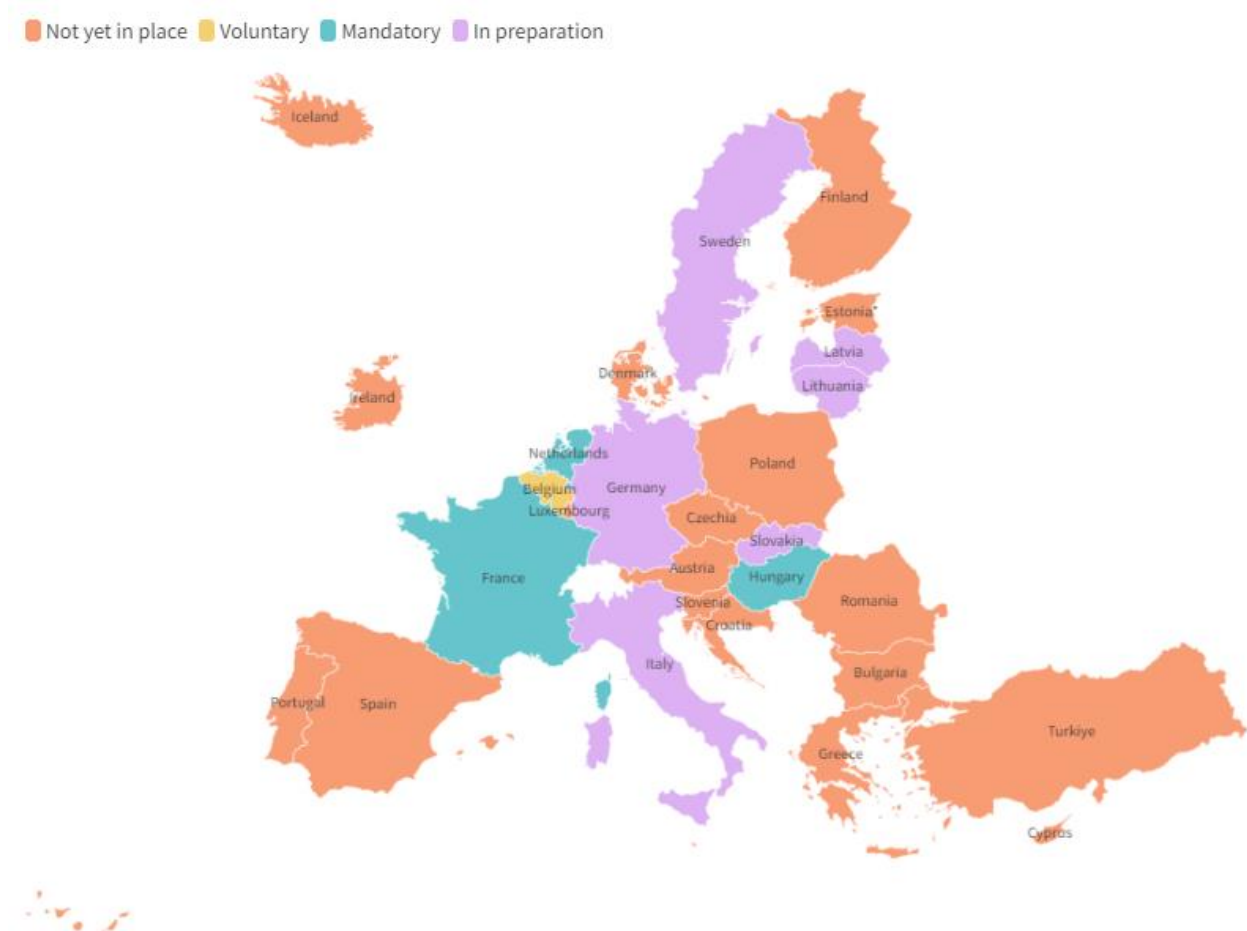 Not yet in place Voluntary Mandatory In preparation
Iceland
Finland
Sweden
Estonia*
Latvia
Denmark
Lithuania
Ireland
Netherlands
Poland
Belgium
Germany
Luxembourg
Czechia
Slovakia
Austria
France
Hungary
Slovenia
Romania
Croatia
Italy
Bulgaria
Portugal
Spain
Turkiye
Greece
Cyprus